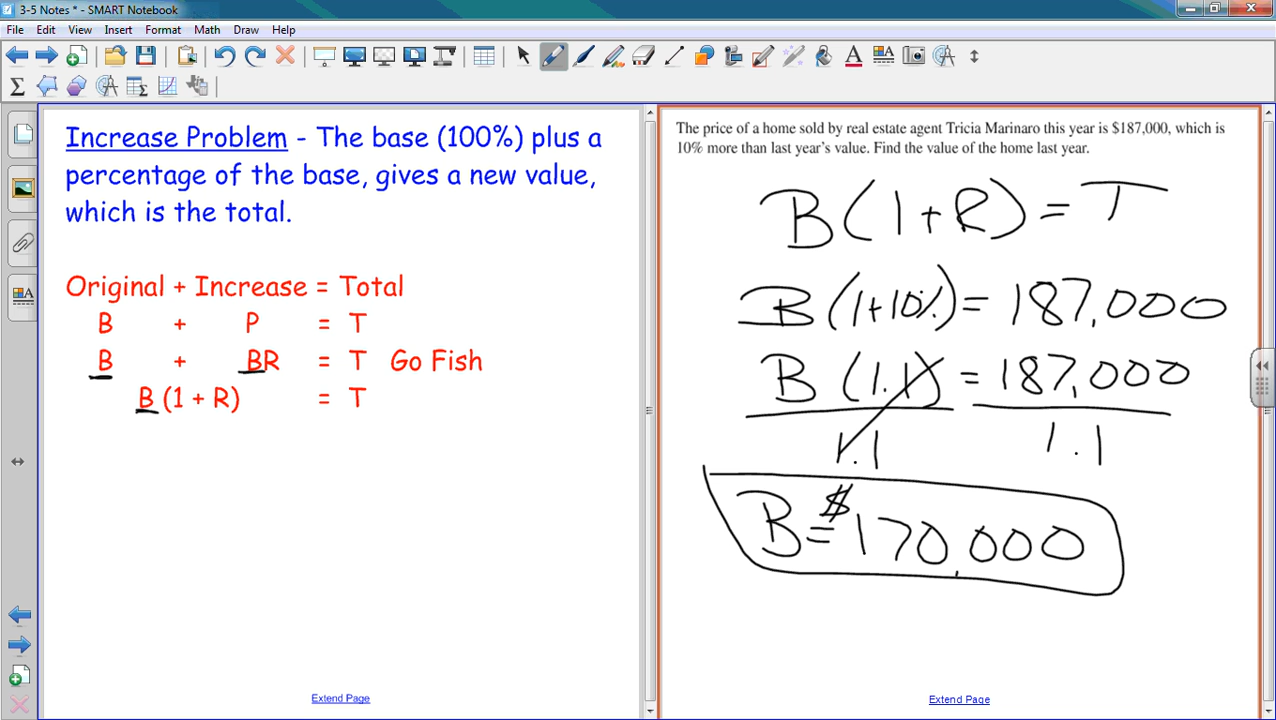 3-5 Notes * - SMART Notebook
File Edit View Insert Format Math Draw Help
Increase Problem - The base (100%) plus a
percentage of the base, gives a new value,
which is the total.
Original + Increase = Total
B + P = T
B + BR = T Go Fish
B (1 + R) = T
Extend Page
The price of a home sold by real estate agent Tricia Marinaro this year is $187,000, which is
10% more than last year's value. Find the value of the home last year.
B(1+R) = T
B(1+10%) = 187,000
B (1.1) = 187,000
1.1 1.1
B = $170,000
Extend Page